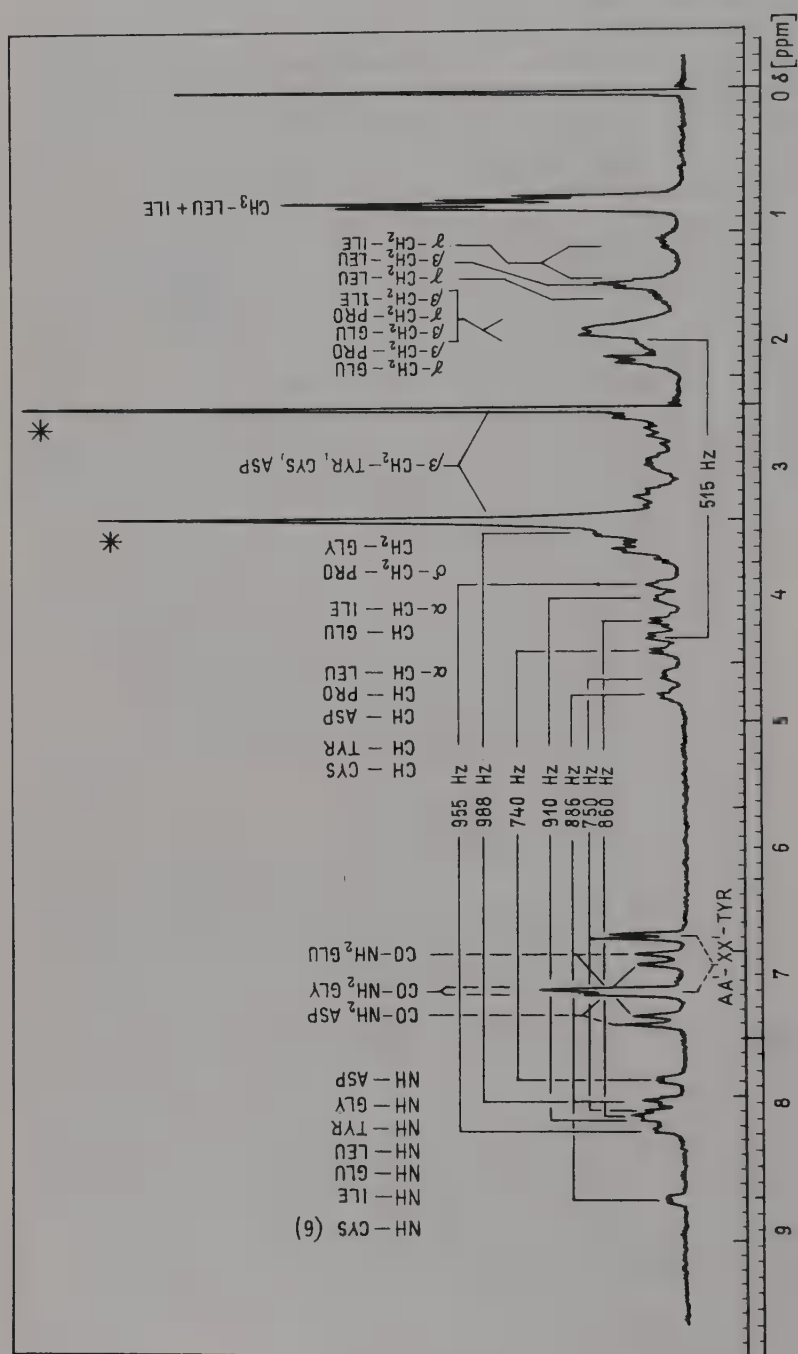 0 δ [ppm]
CH₃-LEU + ILE
1
γ-CH₂-ILE
β-CH₂-LEU
γ-LEU
β-CH₂-ILE
γ-CH₂-PRO
β-CH₂-GLU
β-CH₂-PRO
γ-CH₂-GLU
2
*
β-CH₂-TYR, CYS, ASP
3
515 Hz
*
CH₂-GLY
δ-CH₂-PRO
α-CH-ILE
CH-GLU
4
α-CH-LEU
CH-PRO
CH-ASP
CH-TYR
CH-CYS
5
955 Hz
988 Hz
740 Hz
910 Hz
886 Hz
750 Hz
860 Hz
6
CO-NH₂ GLU
CO-NH₂ GLY
CO-NH₂ ASP
AA'-XX'-TYR
7
NH-ASP
NH-GLY
NH-TYR
NH-LEU
NH-GLU
NH-ILE
NH-CYS (6)
8
9